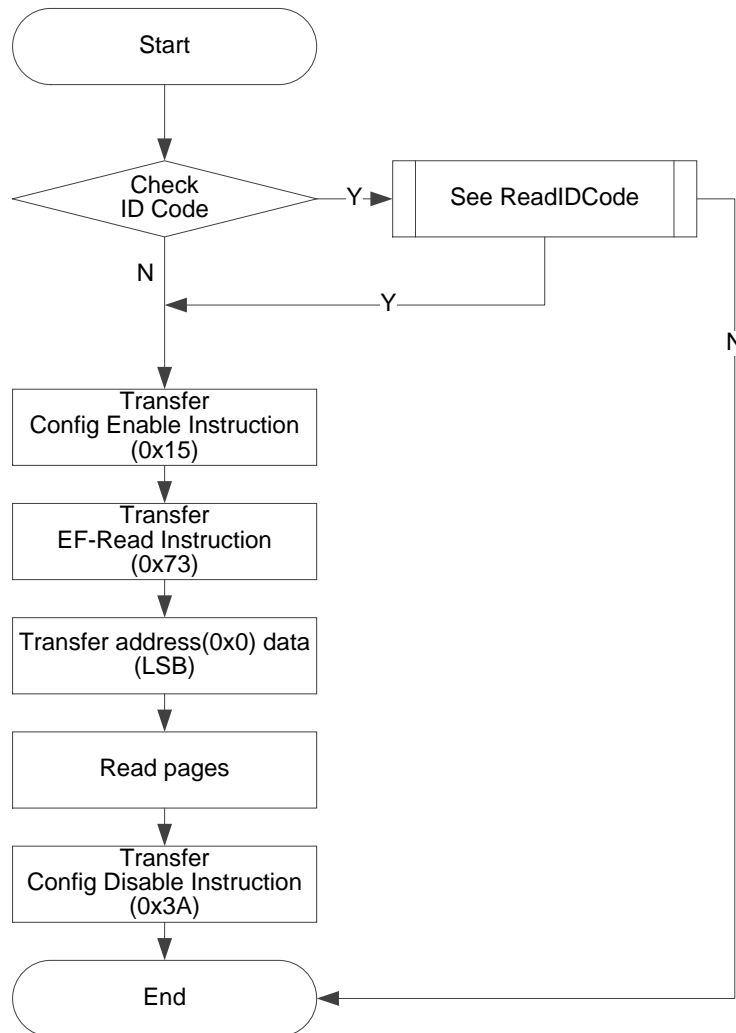 Start
Check
ID Code
Y
See ReadIDCode
N
Y
N
Transfer
Config Enable Instruction
(0x15)
Transfer
EF-Read Instruction
(0x73)
Transfer address(0x0) data
(LSB)
Read pages
Transfer
Config Disable Instruction
(0x3A)
End